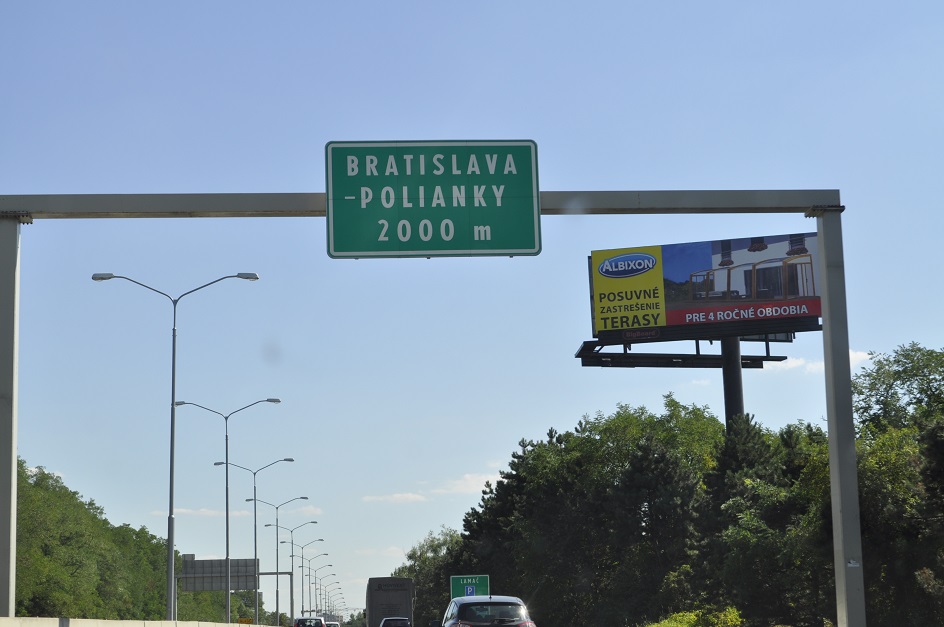 BRATISLAVA
-POLIANKY
2000 m
ALBIXON
POSUVNÉ
ZASTREŠENIE
TERASY
PRE 4 ROČNÉ OBDOBIA
LAMAČ
P